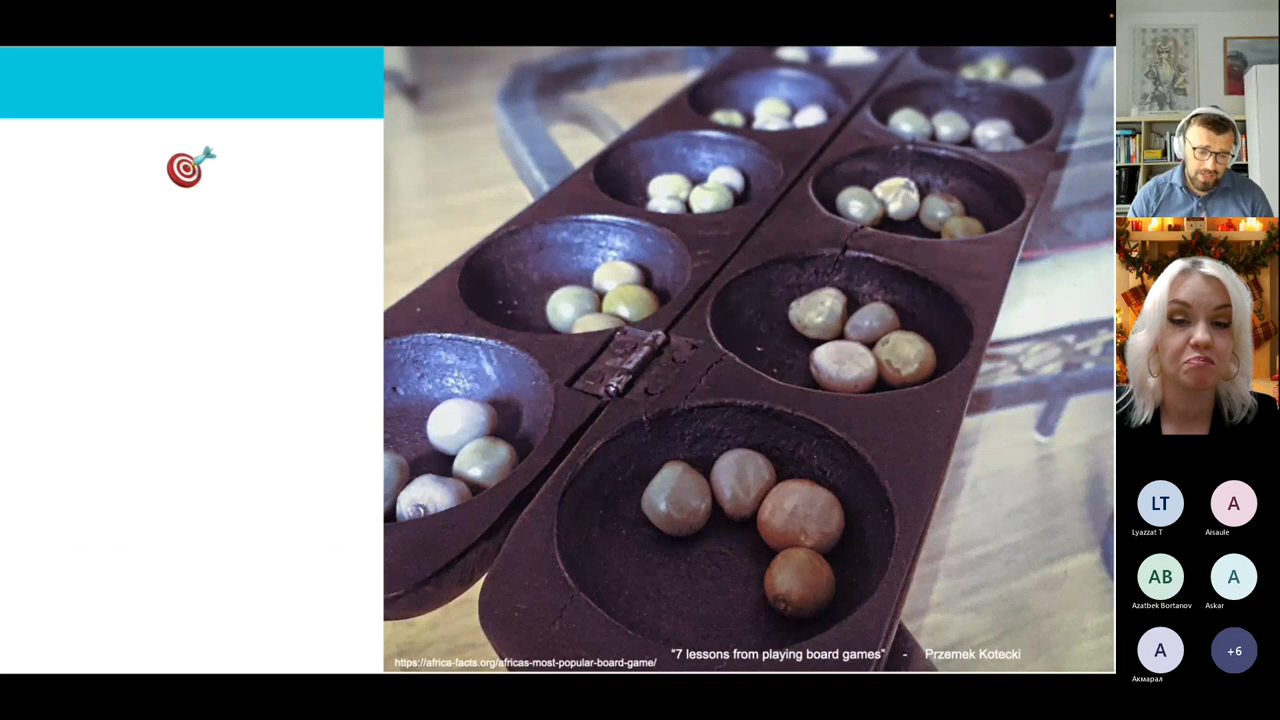 https://africa-facts.org/africas-most-popular-board-game/
"7 lessons from playing board games" - Przemek Kotecki
LT
Lyazzat T
A
Aisaule
AB
Azatbek Bortanov
A
Askar
A
Акмарал
+6